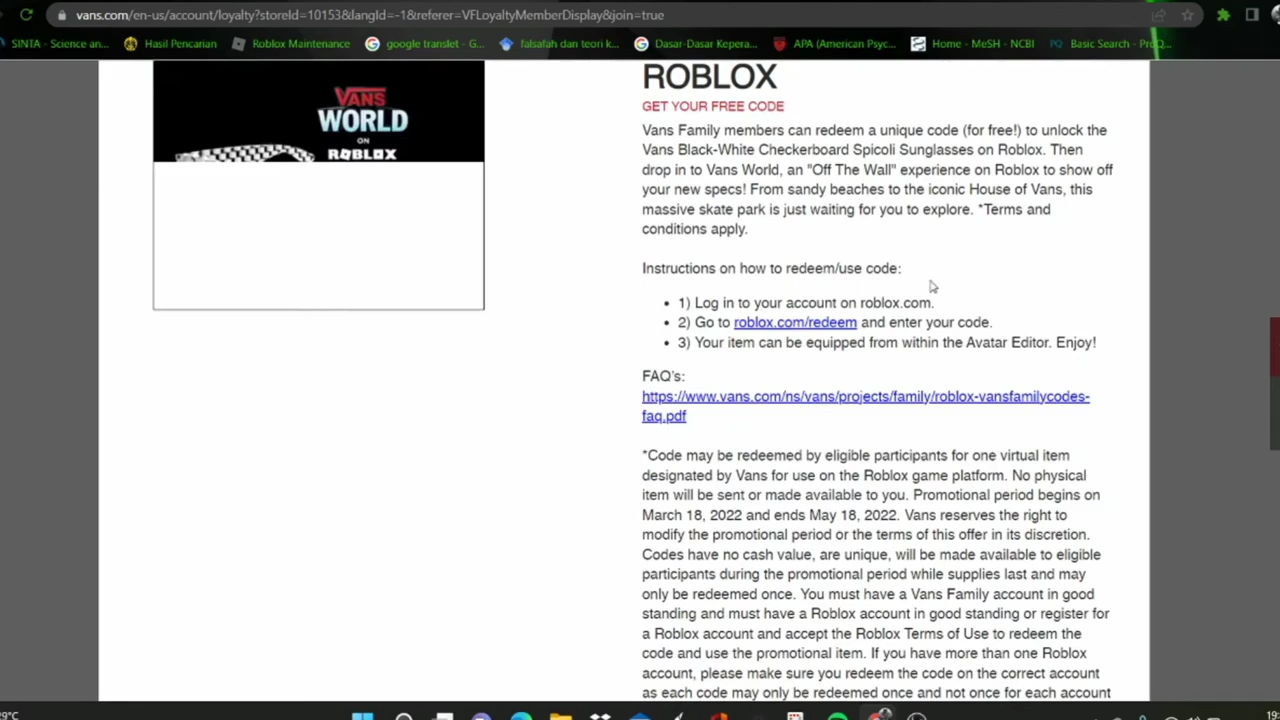 vans.com/en-us/account/loyalty?storeId=10153&langId=-1&referer=VFLoyaltyMemberDisplay&join=true
SINTA - Science an... Hasil Pencarian Roblox Maintenance google translet - G... falsafah dan teori k... Dasar-Dasar Kepera... APA (American Psyc... Home - MeSH - NCBI Basic Search - ProQ...
VANS
WORLD
ON
ROBLOX
ROBLOX
GET YOUR FREE CODE
Vans Family members can redeem a unique code (for free!) to unlock the
Vans Black-White Checkerboard Spicoli Sunglasses on Roblox. Then
drop in to Vans World, an "Off The Wall" experience on Roblox to show off
your new specs! From sandy beaches to the iconic House of Vans, this
massive skate park is just waiting for you to explore. *Terms and
conditions apply.
Instructions on how to redeem/use code:
• 1) Log in to your account on roblox.com.
• 2) Go to roblox.com/redeem and enter your code.
• 3) Your item can be equipped from within the Avatar Editor. Enjoy!
FAQ's:
https://www.vans.com/ns/vans/projects/family/roblox-vansfamilycodes-
faq.pdf
*Code may be redeemed by eligible participants for one virtual item
designated by Vans for use on the Roblox game platform. No physical
item will be sent or made available to you. Promotional period begins on
March 18, 2022 and ends May 18, 2022. Vans reserves the right to
modify the promotional period or the terms of this offer in its discretion.
Codes have no cash value, are unique, will be made available to eligible
participants during the promotional period while supplies last and may
only be redeemed once. You must have a Vans Family account in good
standing and must have a Roblox account in good standing or register for
a Roblox account and accept the Roblox Terms of Use to redeem the
code and use the promotional item. If you have more than one Roblox
account, please make sure you redeem the code on the correct account
as each code may only be redeemed once and not once for each account